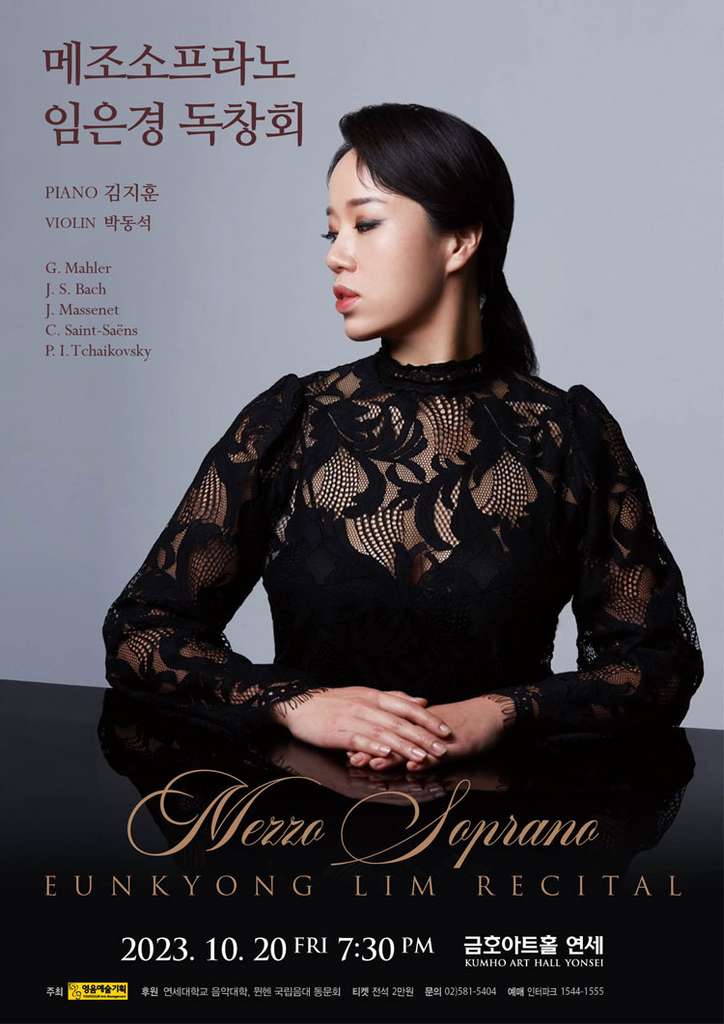 메조소프라노
임은경 독창회
PIANO 김지훈
VIOLIN 박동석
G. Mahler
J. S. Bach
J. Massenet
C. Saint-Saëns
P. I. Tchaikovsky
Mezzo Soprano
EUNKYONG LIM RECITAL
2023. 10. 20 FRI 7:30 PM 금호아트홀 연세
KUMHO ART HALL YONSEI
주최 영음예술기획 후원 연세대학교 음악대학, 뮌헨 국립음대 동문회 티켓 전석 2만원 문의 02)581-5404 예매 인터파크 1544-1555